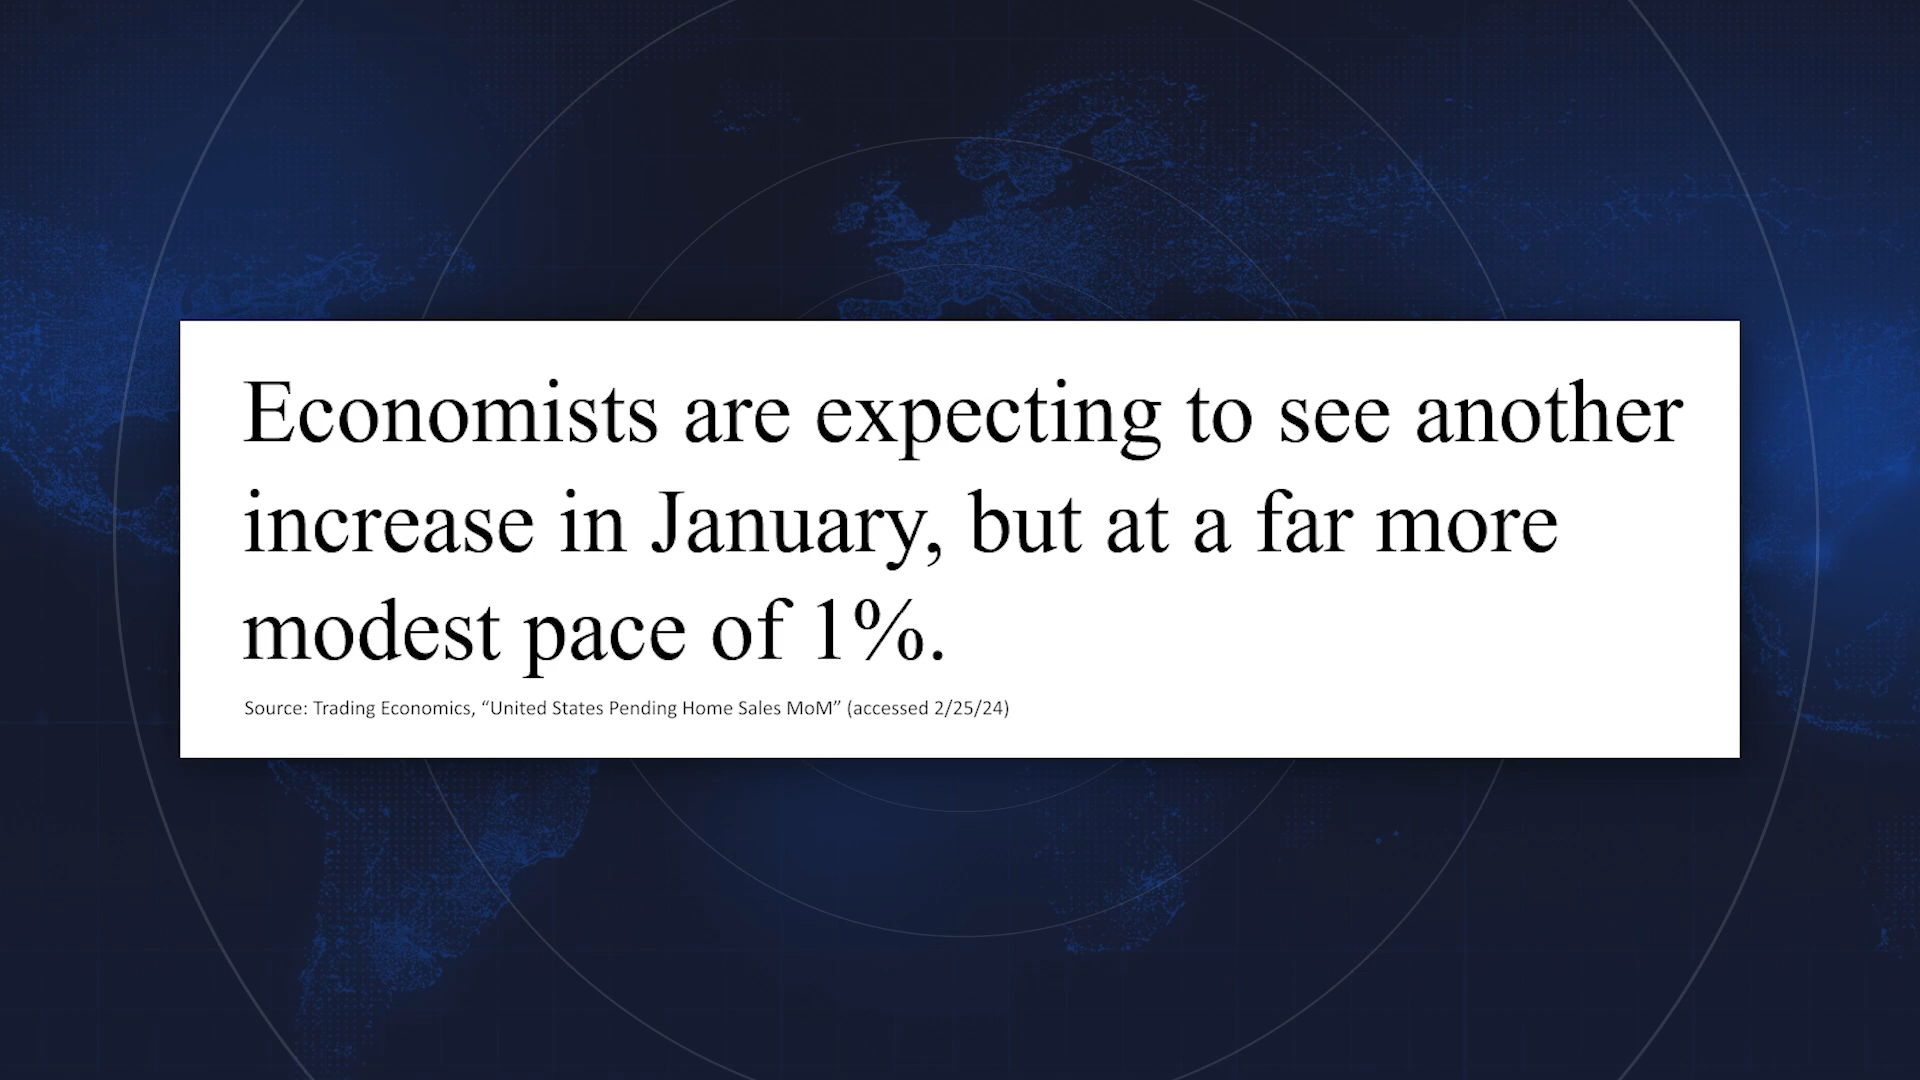 Economists are expecting to see another
increase in January, but at a far more
modest pace of 1%.
Source: Trading Economics, “United States Pending Home Sales MoM” (accessed 2/25/24)